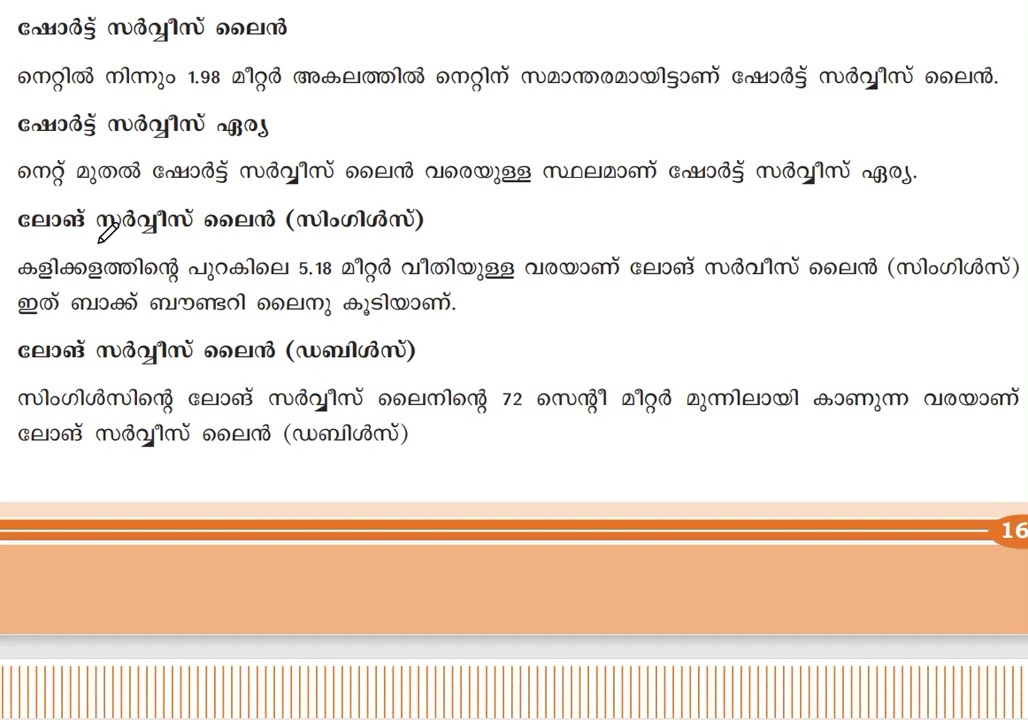 ഷോർട്ട് സർവ്വീസ് ലൈൻ
നെറ്റിൽ നിന്നും 1.98 മീറ്റർ അകലത്തിൽ നെറ്റിന് സമാന്തരമായിട്ടാണ് ഷോർട്ട് സർവ്വീസ് ലൈൻ.
ഷോർട്ട് സർവ്വീസ് ഏര്യ
നെറ്റ് മുതൽ ഷോർട്ട് സർവ്വീസ് ലൈൻ വരെയുള്ള സ്ഥലമാണ് ഷോർട്ട് സർവ്വീസ് ഏര്യ.
ലോങ് സർവ്വീസ് ലൈൻ (സിംഗിൾസ്)
കളിക്കളത്തിന്റെ പുറകിലെ 5.18 മീറ്റർ വീതിയുള്ള വരയാണ് ലോങ് സർവീസ് ലൈൻ (സിംഗിൾസ്)
ഇത് ബാക്ക് ബൗണ്ടറി ലൈനു കൂടിയാണ്.
ലോങ് സർവ്വീസ് ലൈൻ (ഡബിൾസ്)
സിംഗിൾസിന്റെ ലോങ് സർവ്വീസ് ലൈനിന്റെ 72 സെന്റീ മീറ്റർ മുന്നിലായി കാണുന്ന വരയാണ്
ലോങ് സർവ്വീസ് ലൈൻ (ഡബിൾസ്)
16